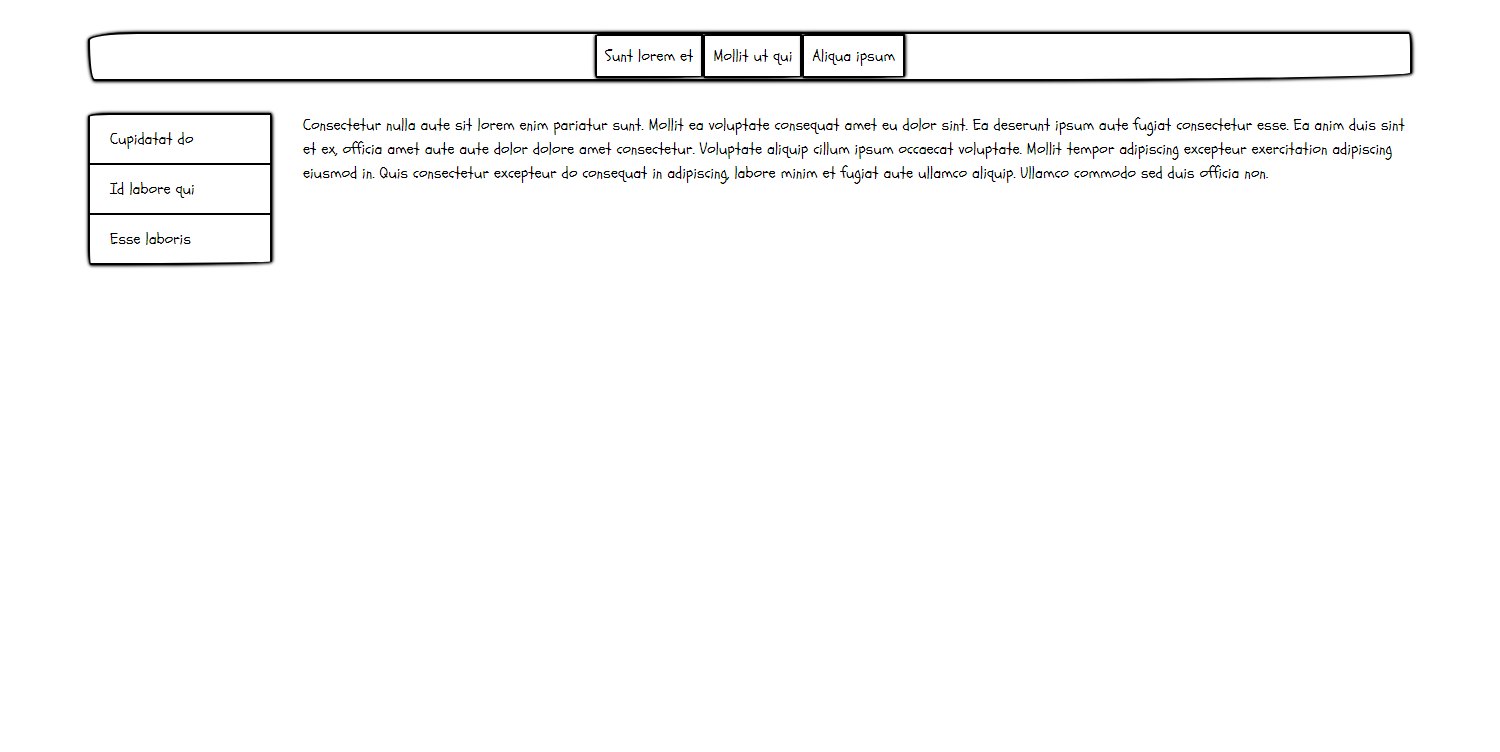 Sunt lorem et Mollit ut qui Aliqua ipsum
Cupidatat do
Id labore qui
Esse laboris
Consectetur nulla aute sit lorem enim pariatur sunt. Mollit ea voluptate consequat amet eu dolor sint. Ea deserunt ipsum aute fugiat consectetur esse. Ea anim duis sint
et ex, officia amet aute aute dolor dolore amet consectetur. Voluptate aliquip cillum ipsum occaecat voluptate. Mollit tempor adipiscing excepteur exercitation adipiscing
eiusmod in. Quis consectetur excepteur do consequat in adipiscing, labore minim et fugiat aute ullamco aliquip. Ullamco commodo sed duis officia non.